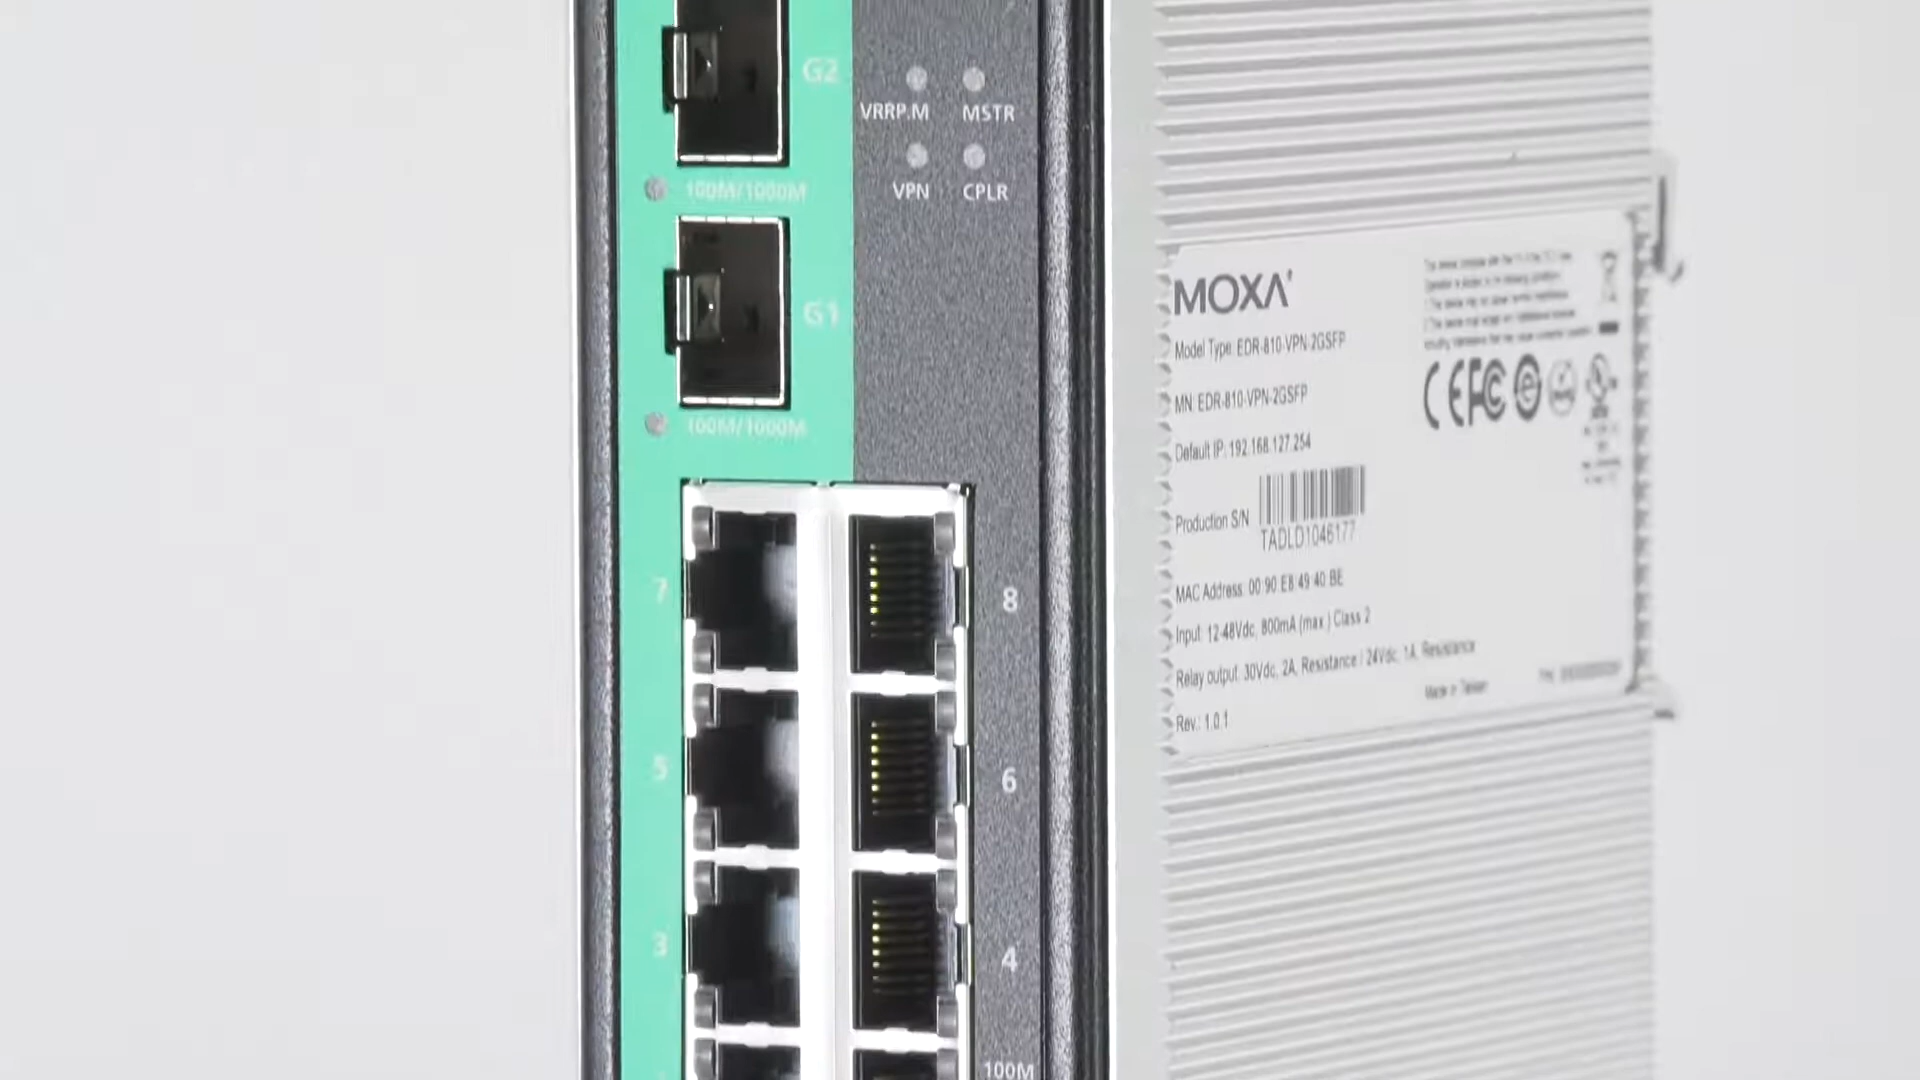 G2
VRRP.M MSTR
VPN CPLR
100M/1000M
G1
100M/1000M
7
8
5
6
3
4
100M
MOXA
Model Type: EDR-810-VPN-2GSFP
MN: EDR-810-VPN-2GSFP
Default IP: 192.168.127.254
Production S/N
TADLD1046177
MAC Address: 00:90:E8:49:40:BE
Input: 12-48Vdc, 800mA (max.) Class 2
Relay output: 30Vdc, 2A, Resistance / 24Vdc, 1A, Resistance
Made in Taiwan
Rev.: 1.0.1
CE FC